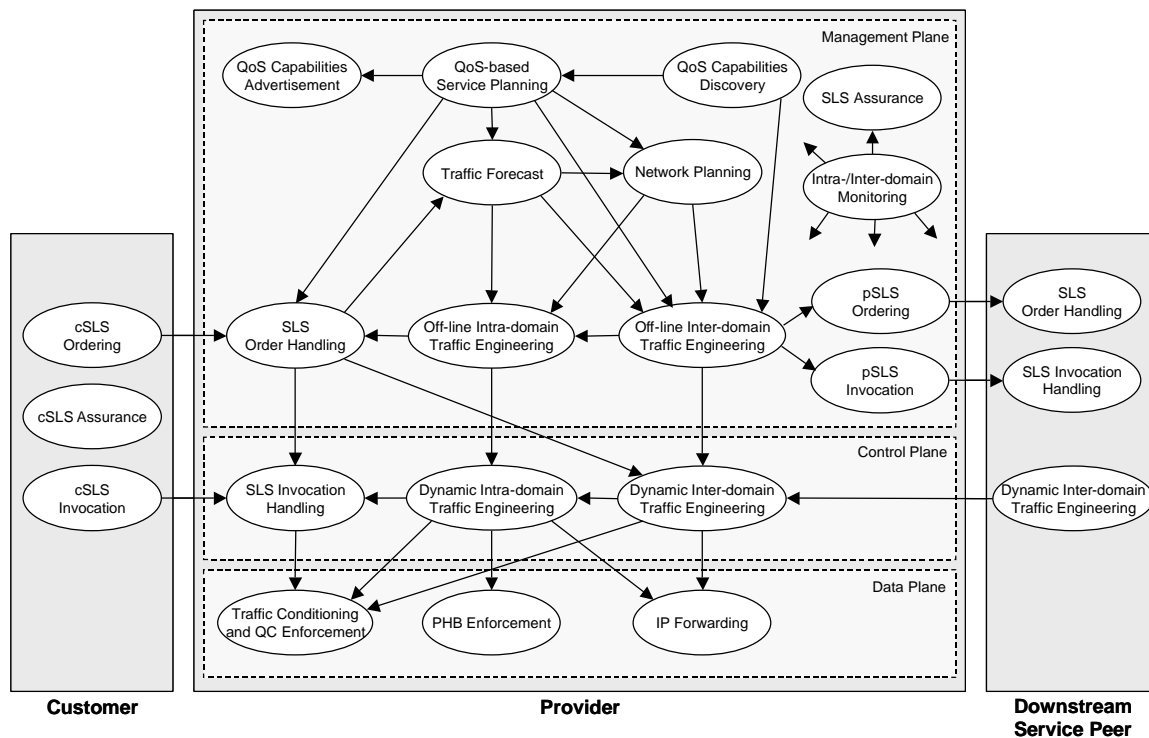 Management Plane
QoS Capabilities
Advertisement
QoS-based
Service Planning
QoS Capabilities
Discovery
SLS Assurance
Traffic Forecast
Network Planning
Intra-/Inter-domain
Monitoring
cSLS
Ordering
SLS
Order Handling
Off-line Intra-domain
Traffic Engineering
Off-line Inter-domain
Traffic Engineering
pSLS
Ordering
SLS
Order Handling
pSLS
Invocation
SLS Invocation
Handling
cSLS Assurance
Control Plane
cSLS
Invocation
SLS Invocation
Handling
Dynamic Intra-domain
Traffic Engineering
Dynamic Inter-domain
Traffic Engineering
Dynamic Inter-domain
Traffic Engineering
Data Plane
Traffic Conditioning
and QC Enforcement
PHB Enforcement
IP Forwarding
Customer
Provider
Downstream
Service Peer